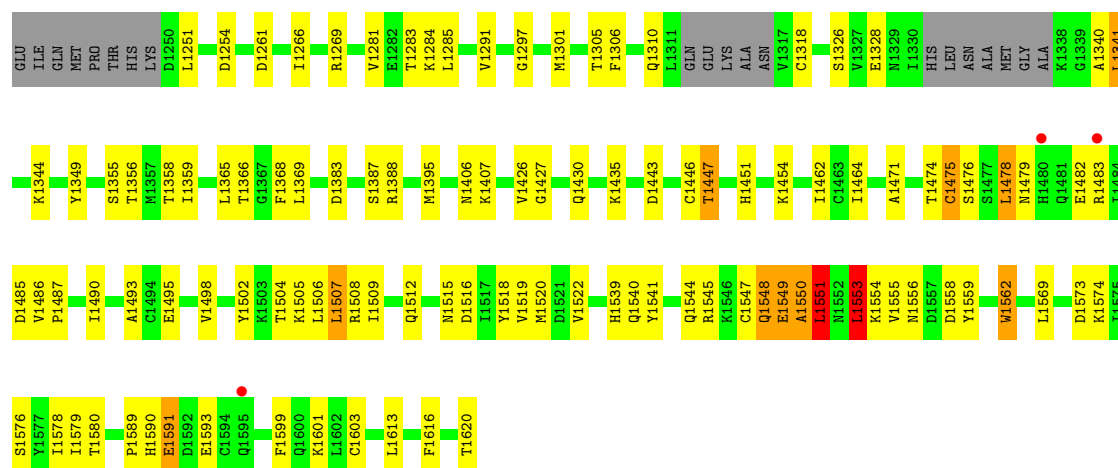 GLU ILE GLN MET PRO THR HIS LYS D1250 L1251 D1254 D1261 I1266 R1269 V1281 E1282 T1283 K1284 L1285 V1291 G1297 M1301 T1305 F1306 Q1310 L1311 GLN GLU LYS ALA ASN V1317 C1318 S1326 V1327 E1328 N1329 I1330 HIS LEU ASN ALA MET GLY ALA K1338 G1339 A1340 L1341
K1344 Y1349 S1355 T1356 M1357 T1358 I1359 L1365 T1366 G1367 F1368 L1369 D1383 S1387 R1388 M1395 N1406 K1407 V1426 G1427 Q1430 K1435 D1443 C1446 T1447 H1451 K1454 I1462 C1463 I1464 A1471 T1474 C1475 S1476 S1477 L1478 N1479 H1480 Q1481 E1482 R1483 I1484
D1485 V1486 P1487 I1490 A1493 C1494 E1495 V1498 Y1502 K1503 T1504 K1505 L1506 L1507 R1508 I1509 Q1512 N1515 D1516 I1517 Y1518 V1519 M1520 D1521 V1522 H1539 Q1540 Y1541 Q1544 R1545 K1546 C1547 Q1548 E1549 A1550 L1551 N1552 L1553 K1554 V1555 N1556 D1557 D1558 Y1559 W1562 L1569 D1573 K1574 I1575
S1576 Y1577 I1578 I1579 T1580 P1589 H1590 E1591 D1592 E1593 C1594 Q1595 F1599 Q1600 K1601 L1602 C1603 L1613 F1616 T1620